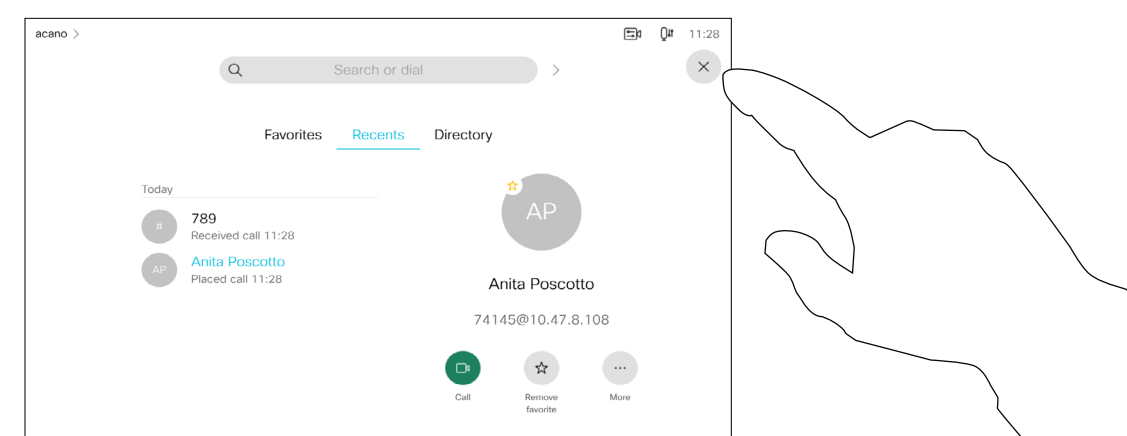 acano >
11:28
Search or dial
Favorites Recents Directory
Today
#
789
Received call 11:28
AP
Anita Poscotto
Placed call 11:28
AP
Anita Poscotto
74145@10.47.8.108
Call
Remove
favorite
More